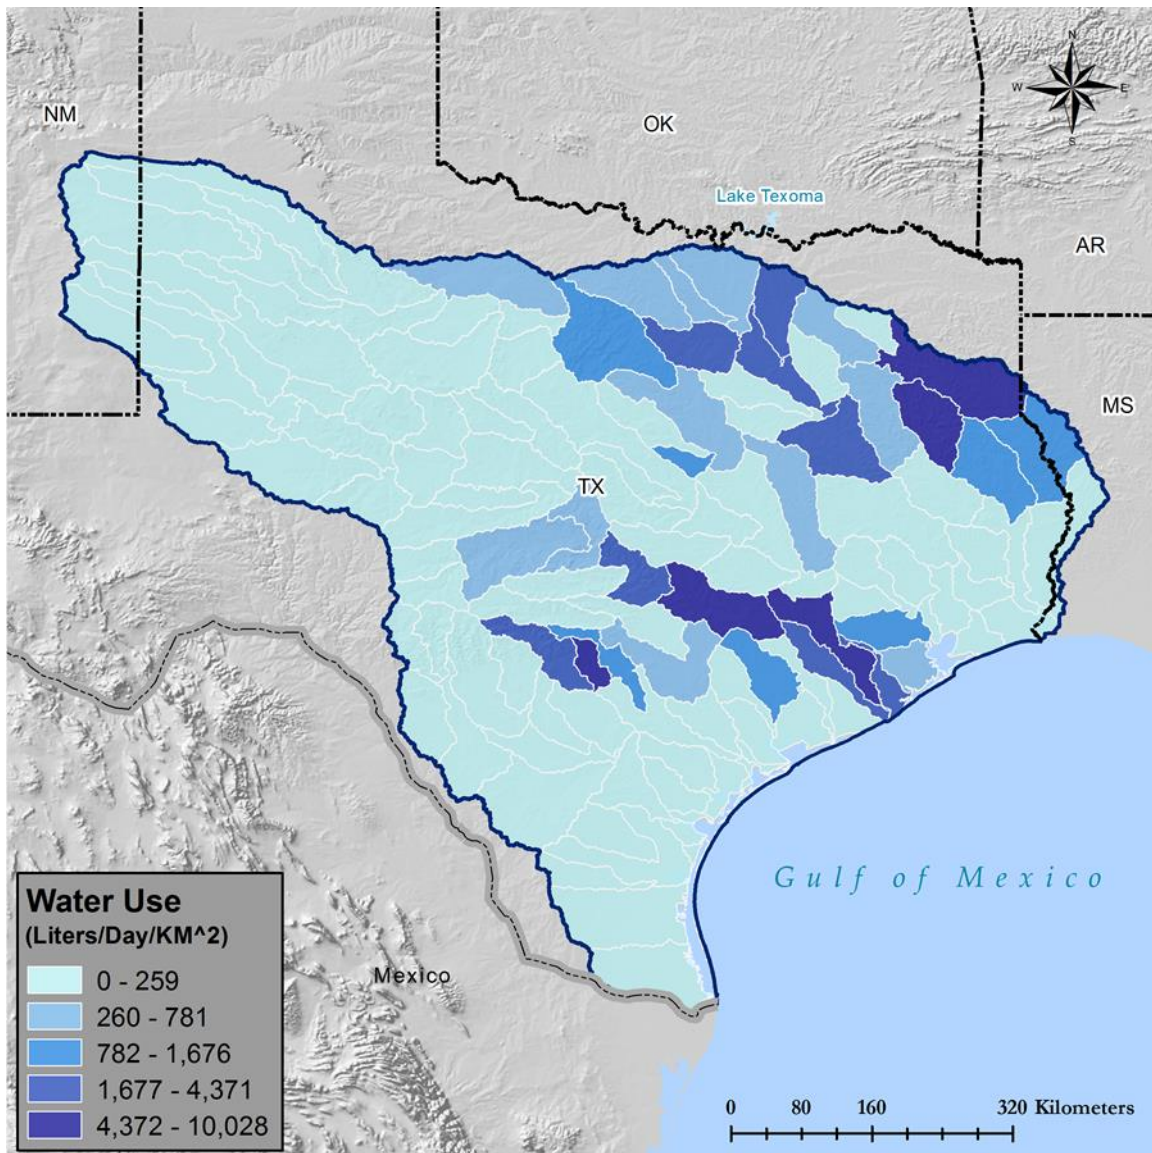 N
W E
S
NM
OK
Lake Texoma
AR
MS
TX
Gulf of Mexico
Mexico
Water Use
(Liters/Day/KM^2)
0 - 259
260 - 781
782 - 1,676
1,677 - 4,371
4,372 - 10,028
0 80 160 320 Kilometers